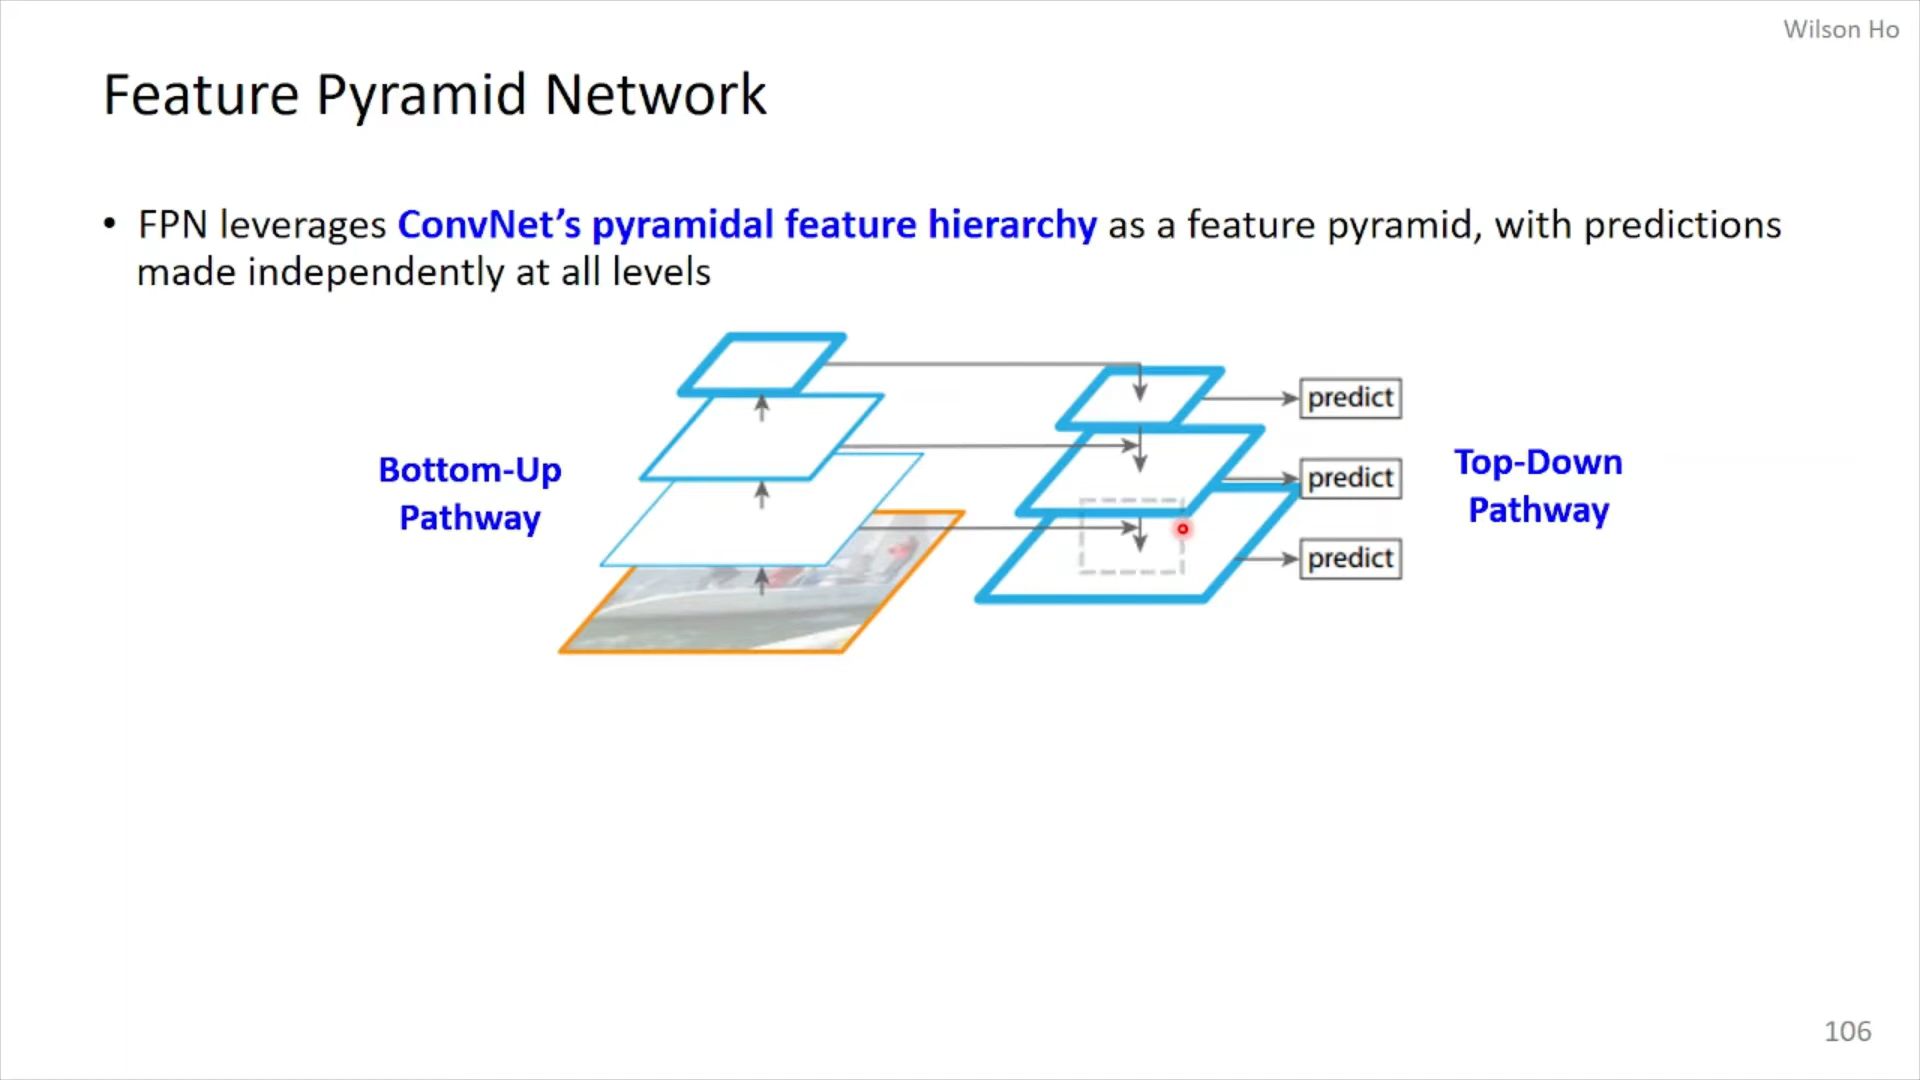 Wilson Ho
Feature Pyramid Network
• FPN leverages ConvNet’s pyramidal feature hierarchy as a feature pyramid, with predictions
made independently at all levels
predict
Bottom-Up
Pathway
predict
Top-Down
Pathway
predict
106